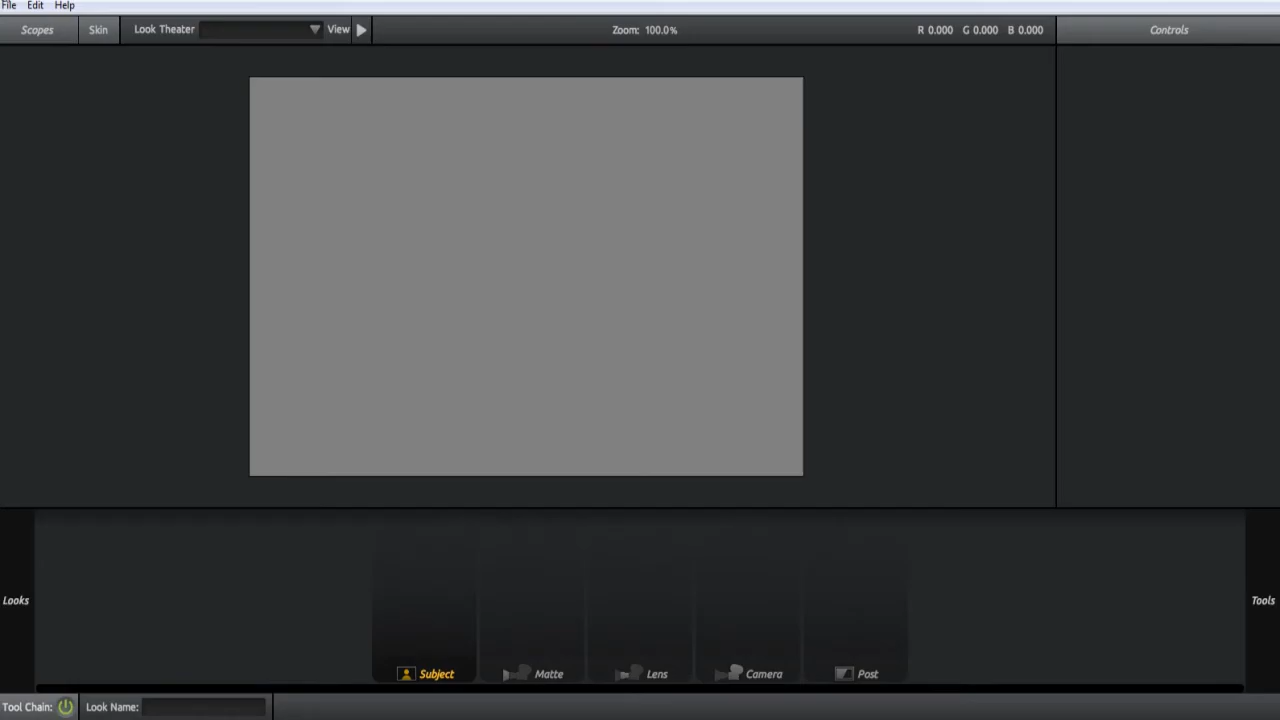 File Edit Help
Scopes Skin Look Theater View Zoom: 100.0% R 0.000 G 0.000 B 0.000 Controls
Looks Tools
Subject Matte Lens Camera Post
Tool Chain: Look Name: